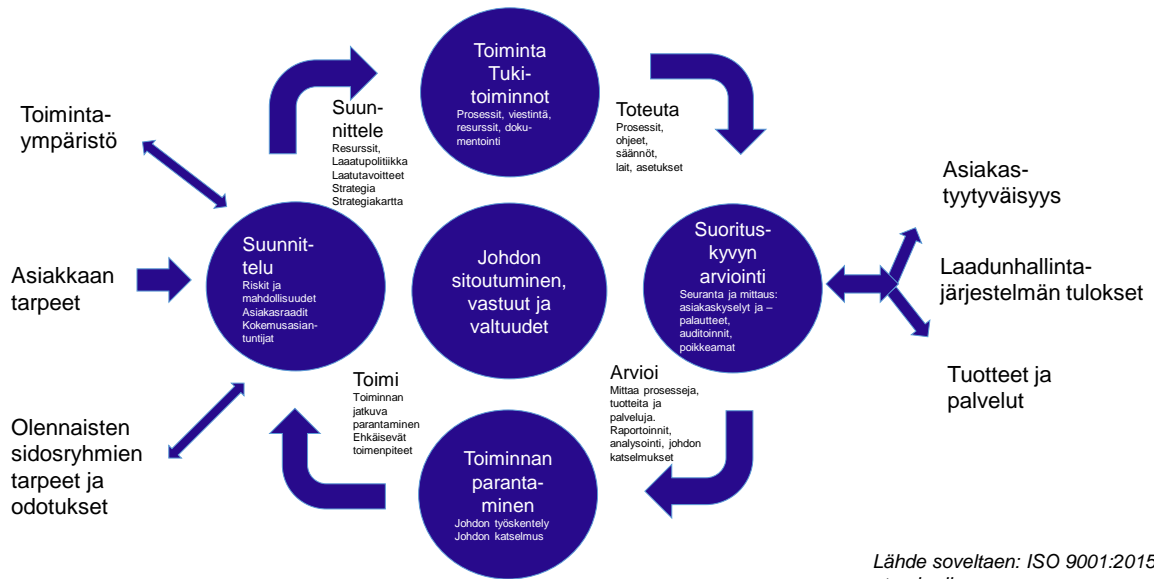 Toiminta
Tuki-
toiminnot
Prosessit, viestintä,
resurssit, doku-
mentointi
Suun-
nittele
Resurssit,
Laaatupolitiikka
Laatutavoitteet
Strategia
Strategiakartta
Toteuta
Prosessit,
ohjeet,
säännöt,
lait, asetukset
Toiminta-
ympäristö
Asiakkaan
tarpeet
Olennaisten
sidosryhmien
tarpeet ja
odotukset
Suunnit-
telu
Riskit ja
mahdollisuudet
Asiakasraadit
Kokemusasian-
tuntijat
Johdon
sitoutuminen,
vastuut ja
valtuudet
Suoritus-
kyvyn
arviointi
Seuranta ja mittaus:
asiakaskyselyt ja –
palautteet,
auditoinnit,
poikkeamat
Asiakas-
tyytyväisyys
Laadunhallinta-
järjestelmän tulokset
Tuotteet ja
palvelut
Toimi
Toiminnan
jatkuva
parantaminen
Ehkäisevät
toimenpiteet
Arvioi
Mittaa prosesseja,
tuotteita ja
palveluja.
Raportoinnit,
analysointi, johdon
katselmukset
Toiminnan
paranta-
minen
Johdon työskentely
Johdon katselmus
Lähde soveltaen: ISO 9001:2015